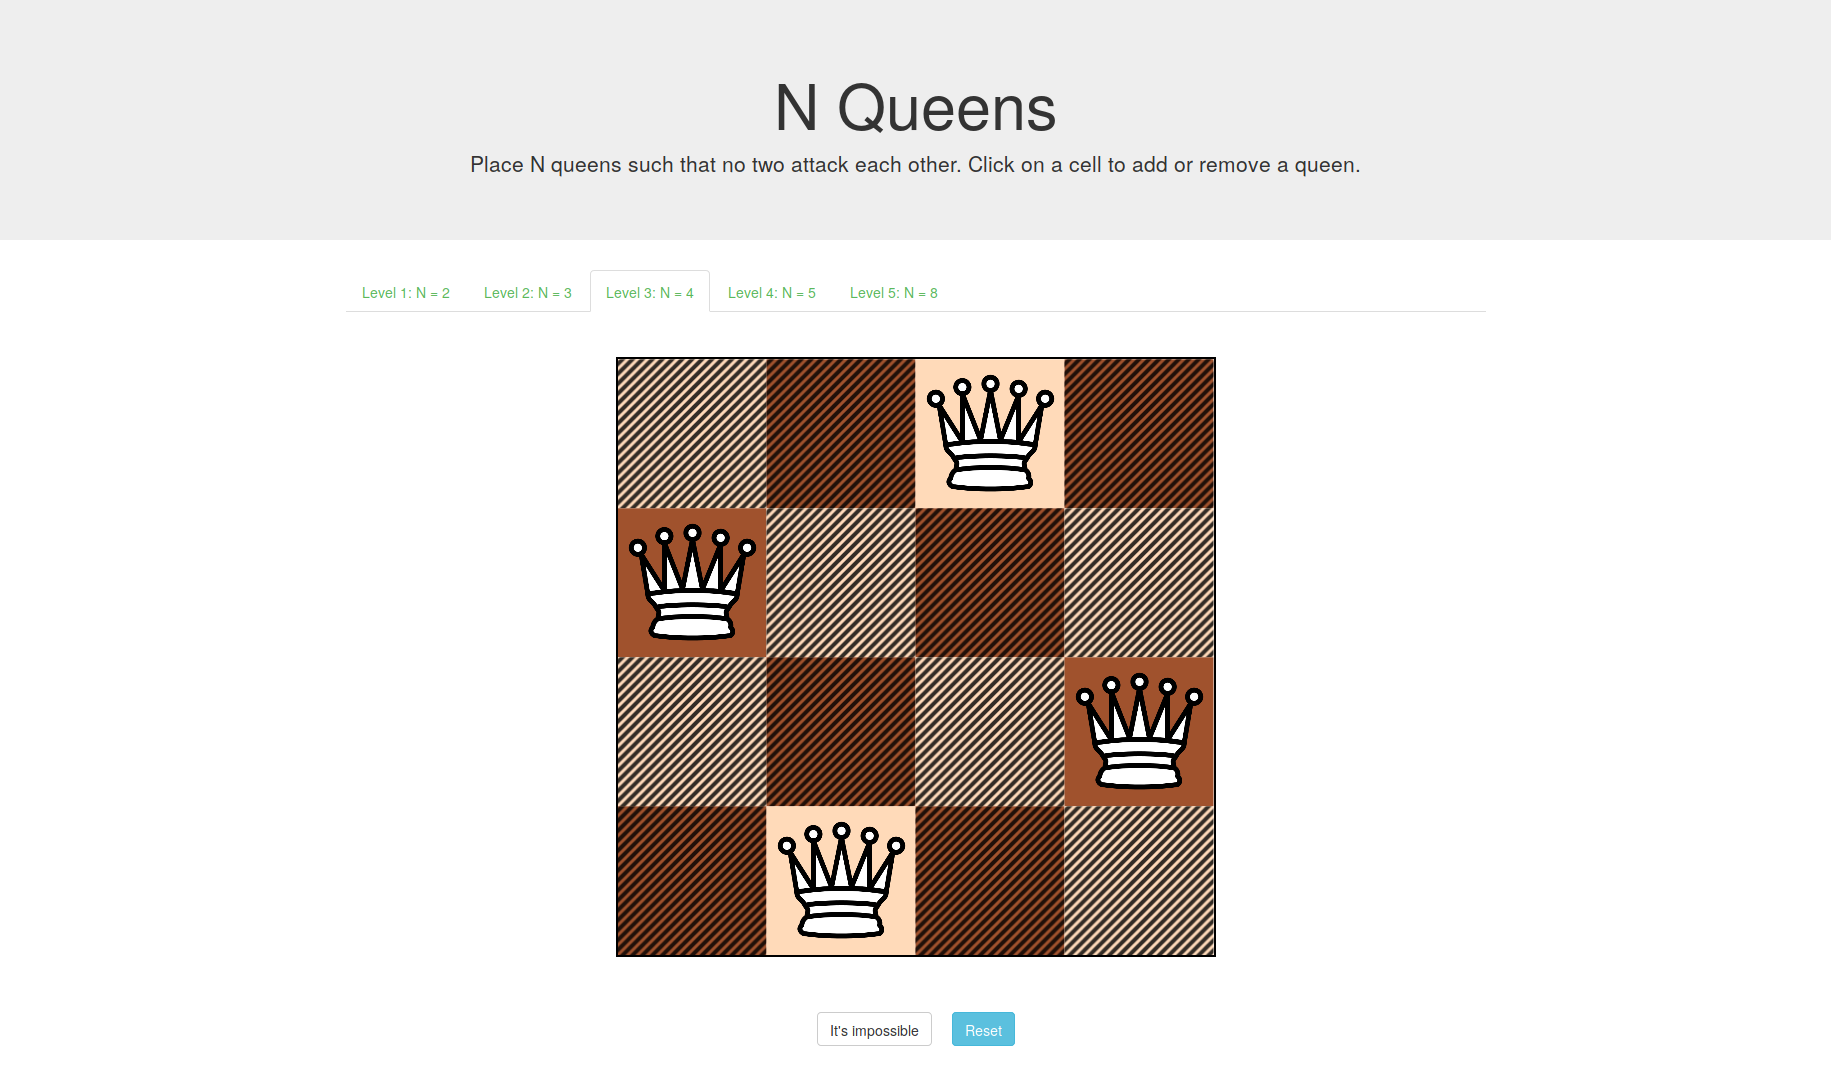 N Queens
Place N queens such that no two attack each other. Click on a cell to add or remove a queen.
Level 1: N = 2
Level 2: N = 3
Level 3: N = 4
Level 4: N = 5
Level 5: N = 8
It's impossible
Reset